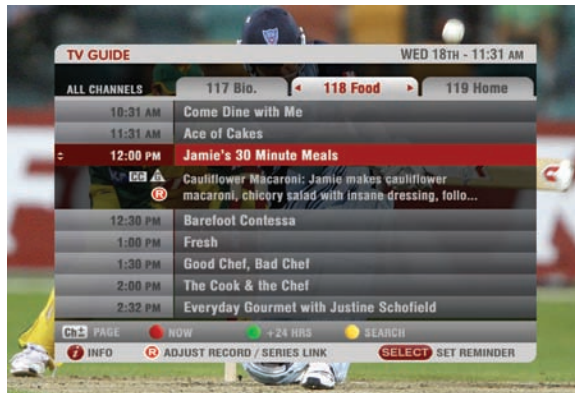 TV GUIDE WED 18TH - 11:31 AM
ALL CHANNELS 117 Bio. 118 Food 119 Home
10:31 AM Come Dine with Me
11:31 AM Ace of Cakes
12:00 PM Jamie's 30 Minute Meals
CC G Cauliflower Macaroni: Jamie makes cauliflower
R macaroni, chicory salad with insane dressing, follo...
12:30 PM Barefoot Contessa
1:00 PM Fresh
1:30 PM Good Chef, Bad Chef
2:00 PM The Cook & the Chef
2:32 PM Everyday Gourmet with Justine Schofield
Ch± PAGE NOW +24 HRS SEARCH
i INFO R ADJUST RECORD / SERIES LINK SELECT SET REMINDER